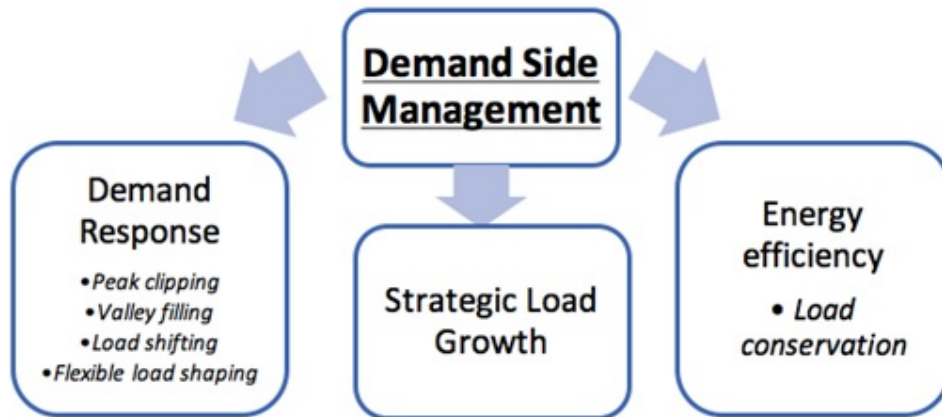 Demand Side
Management
Demand
Response
•Peak clipping
•Valley filling
•Load shifting
•Flexible load shaping
Strategic Load
Growth
Energy
efficiency
• Load
conservation